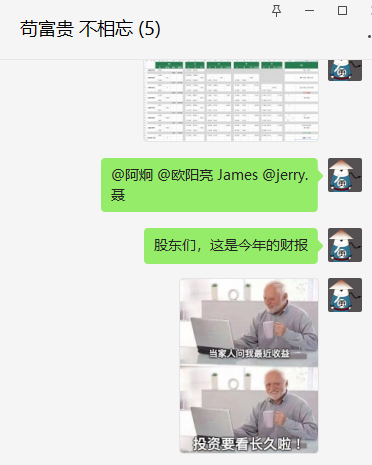 苟富贵 不相忘 (5)
@阿炯 @欧阳亮 James @jerry.
聂
股东们，这是今年的财报
当家人问我最近收益
投资要看长久啦！